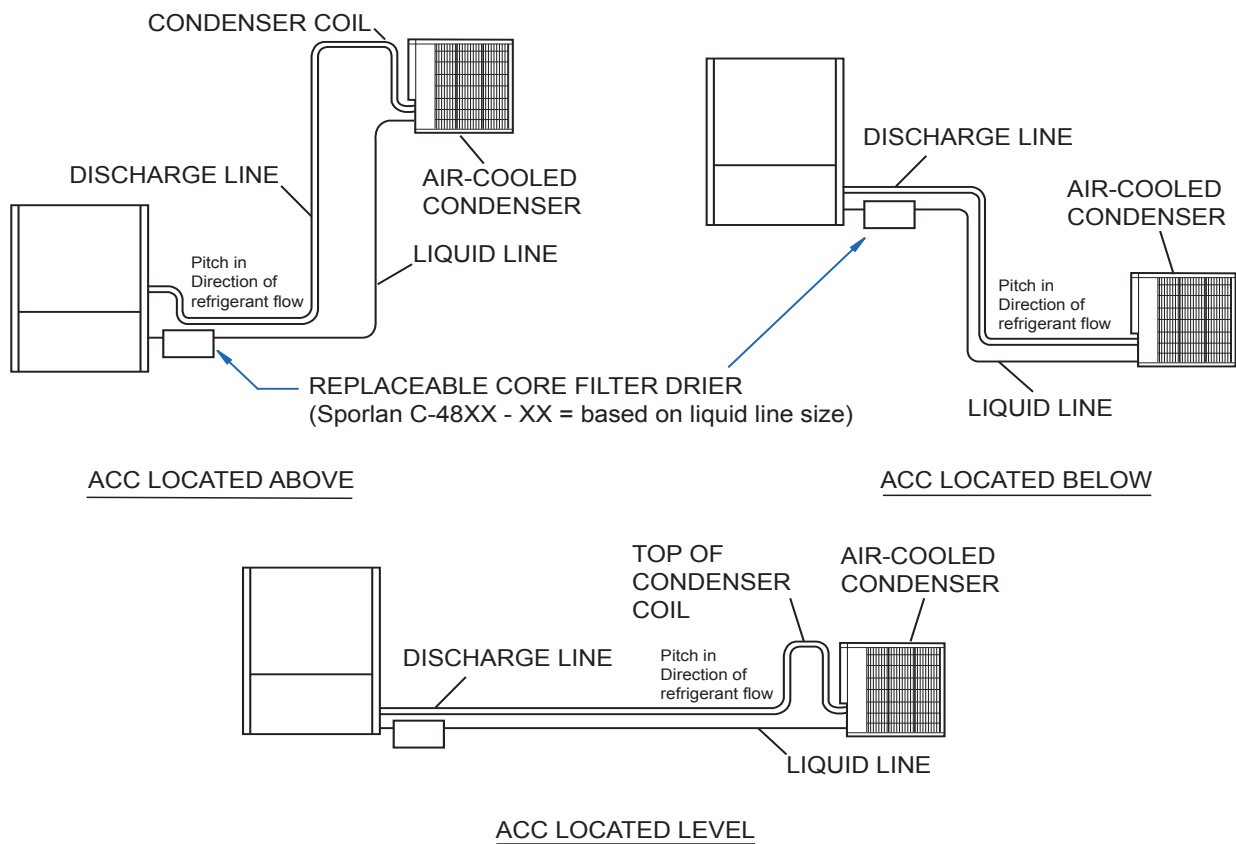 CONDENSER COIL
DISCHARGE LINE
AIR-COOLED
CONDENSER
LIQUID LINE
Pitch in
Direction of
refrigerant flow
DISCHARGE LINE
AIR-COOLED
CONDENSER
Pitch in
Direction of
refrigerant flow
LIQUID LINE
REPLACEABLE CORE FILTER DRIER
(Sporlan C-48XX - XX = based on liquid line size)
ACC LOCATED ABOVE
ACC LOCATED BELOW
TOP OF
CONDENSER
COIL
AIR-COOLED
CONDENSER
DISCHARGE LINE
Pitch in
Direction of
refrigerant flow
LIQUID LINE
ACC LOCATED LEVEL